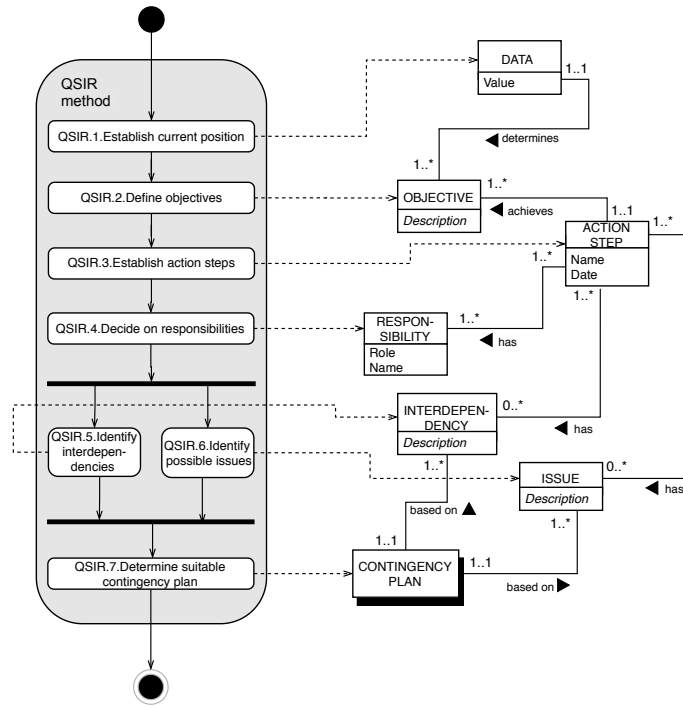 QSIR
method
QSIR.1.Establish current position
QSIR.2.Define objectives
QSIR.3.Establish action steps
QSIR.4.Decide on responsibilities
QSIR.5.Identify
interdepen-
dencies
QSIR.6.Identify
possible issues
QSIR.7.Determine suitable
contingency plan
DATA
Value
1..1
determines
1..*
OBJECTIVE
Description
1..*
achieves
1..1
ACTION
STEP
Name
Date
1..*
1..*
1..*
RESPON-
SIBILITY
Role
Name
1..*
has
INTERDEPEN-
DENCY
Description
0..*
has
1..*
ISSUE
Description
0..*
has
1..*
based on
1..1
CONTINGENCY
PLAN
1..1
based on